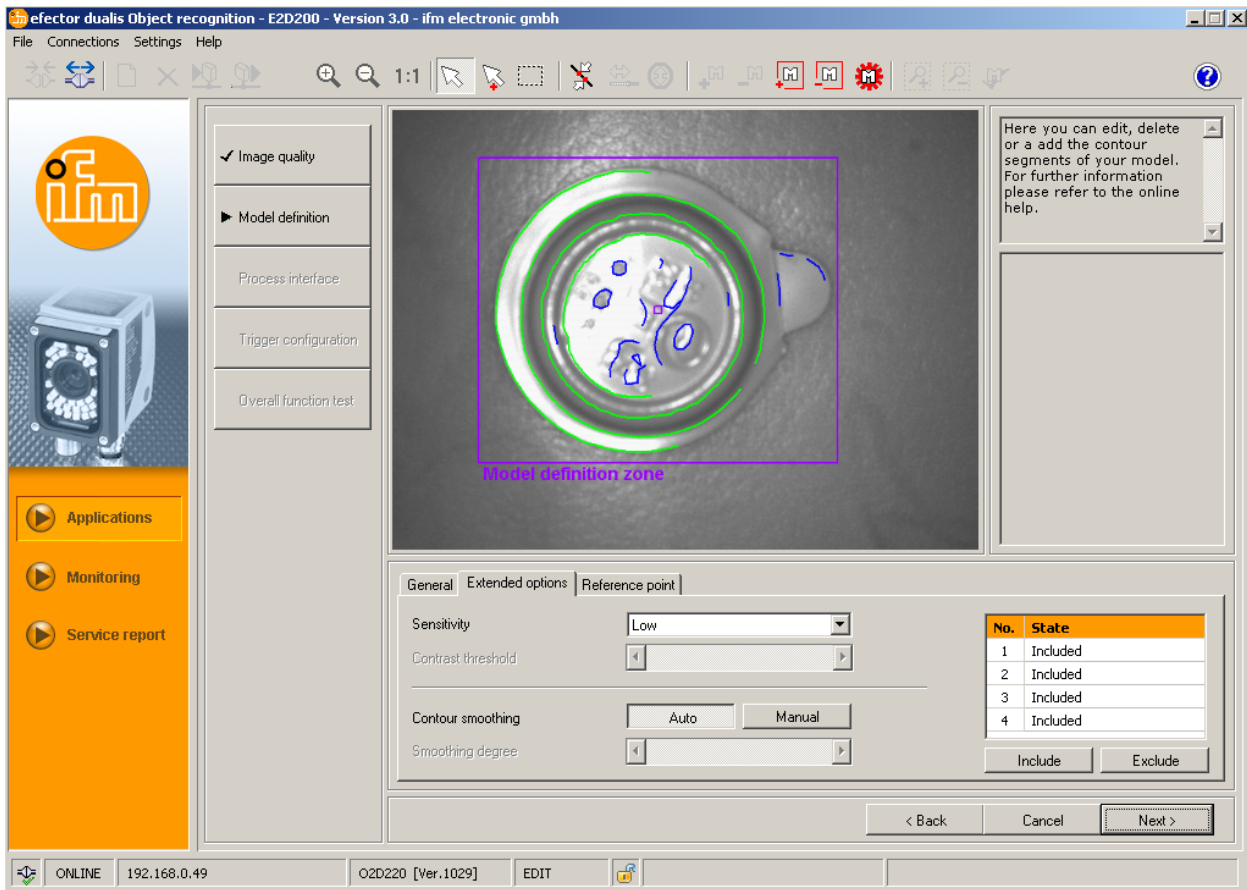 efector dualis Object recognition - E2D200 - Version 3.0 - ifm electronic gmbh
File Connections Settings Help
1:1
M M M M M
?
ifm
Applications
Monitoring
Service report
Image quality
Model definition
Process interface
Trigger configuration
Overall function test
Model definition zone
Here you can edit, delete
or a add the contour
segments of your model.
For further information
please refer to the online
help.
General Extended options Reference point
Sensitivity Low
Contrast threshold
Contour smoothing Auto Manual
Smoothing degree
No. State
1 Included
2 Included
3 Included
4 Included
Include Exclude
< Back Cancel Next >
ONLINE 192.168.0.49 O2D220 [Ver.1029] EDIT